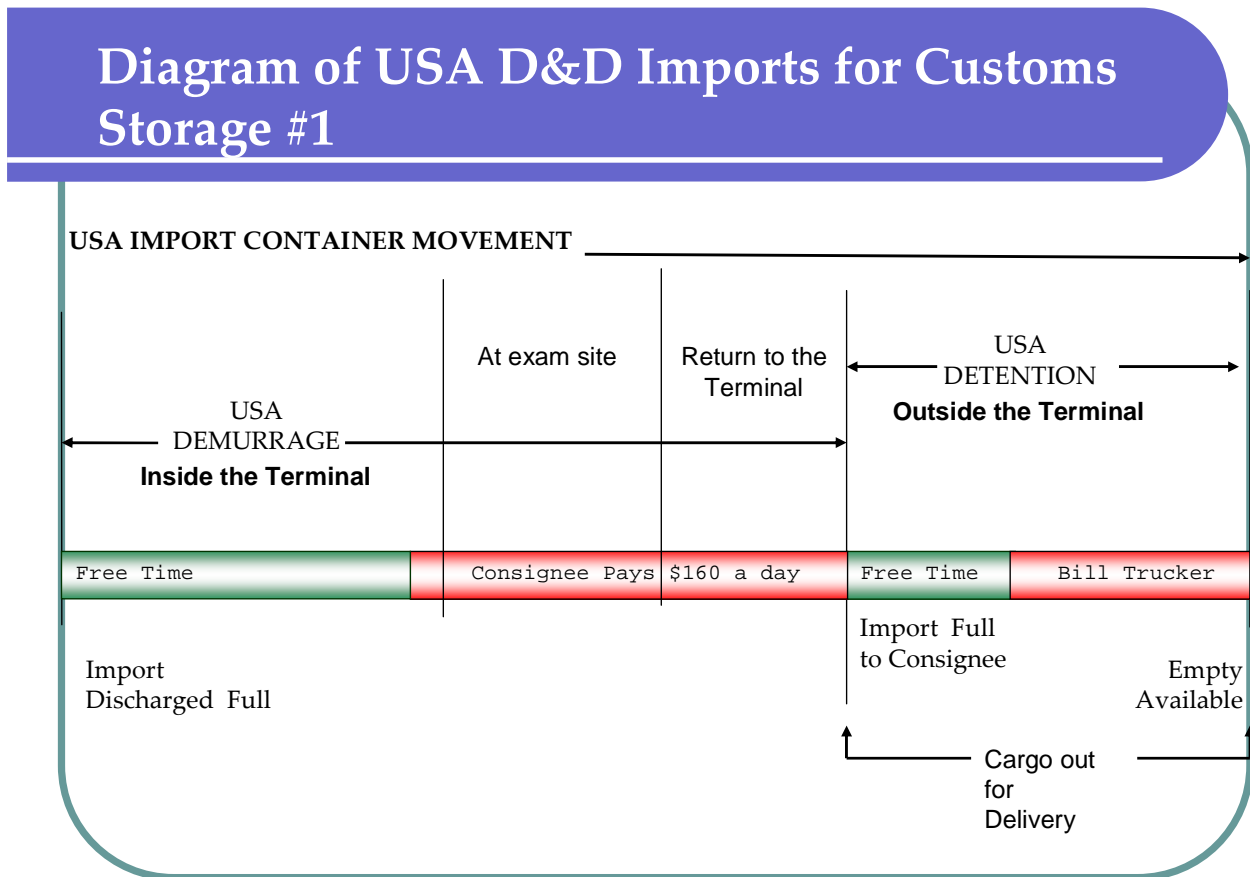 Diagram of USA D&D Imports for Customs
Storage #1
USA IMPORT CONTAINER MOVEMENT
At exam site
Return to the
Terminal
USA
DETENTION
Outside the Terminal
USA
DEMURRAGE
Inside the Terminal
Free Time
Consignee Pays $160 a day
Free Time
Bill Trucker
Import Full
to Consignee
Import
Discharged Full
Empty
Available
Cargo out
for
Delivery